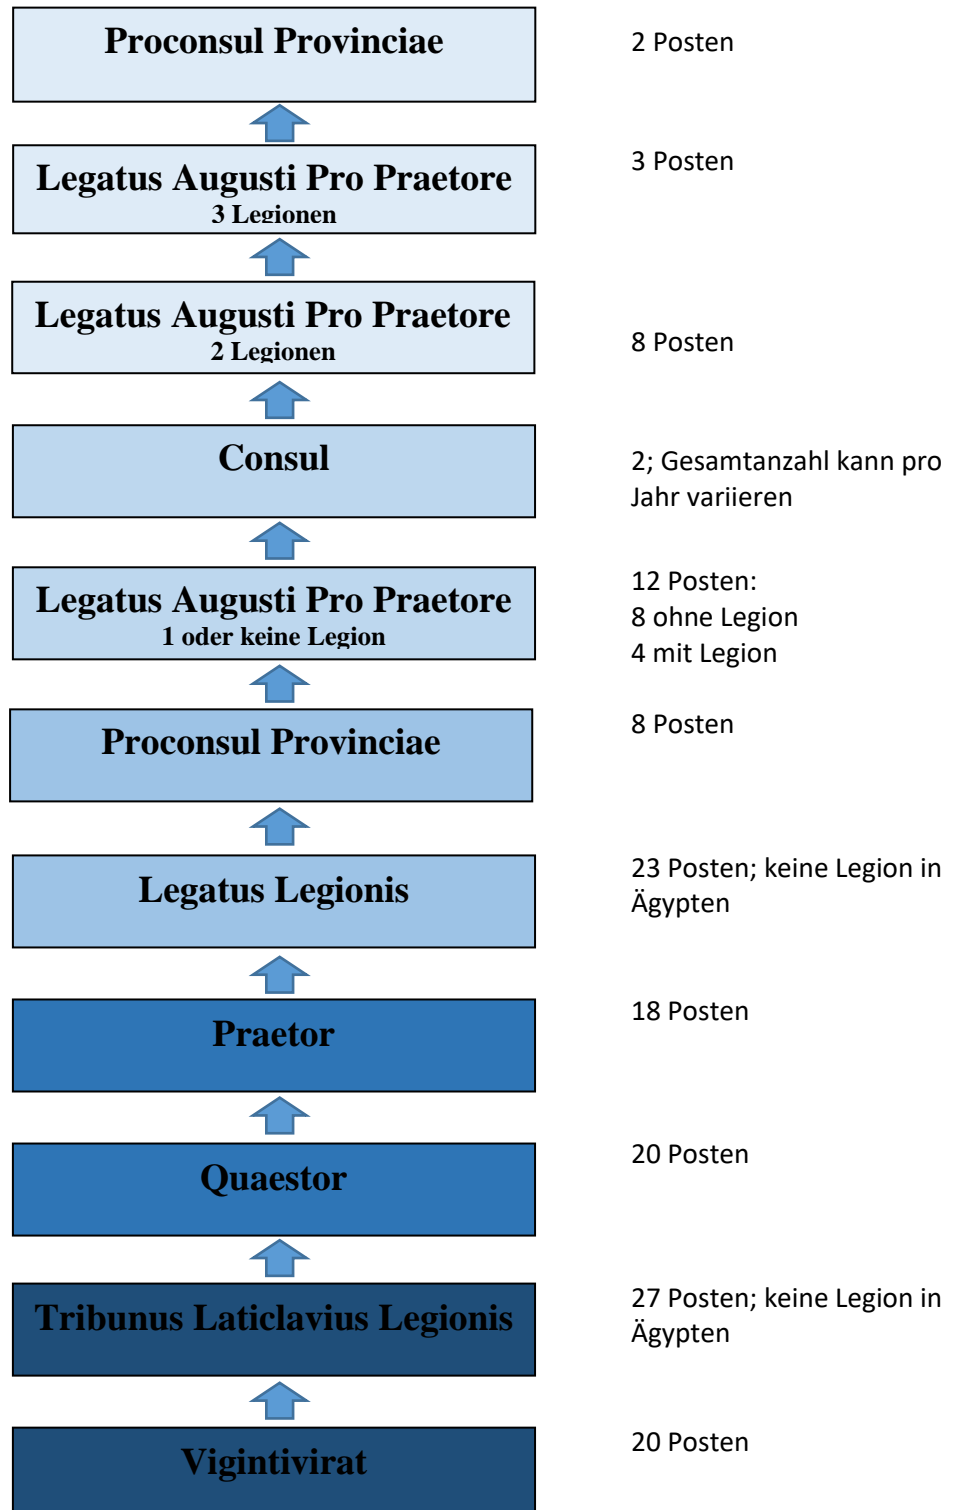 Proconsul Provinciae
2 Posten
Legatus Augusti Pro Praetore
3 Legionen
3 Posten
Legatus Augusti Pro Praetore
2 Legionen
8 Posten
Consul
2; Gesamtanzahl kann pro
Jahr variieren
Legatus Augusti Pro Praetore
1 oder keine Legion
12 Posten:
8 ohne Legion
4 mit Legion
Proconsul Provinciae
8 Posten
Legatus Legionis
23 Posten; keine Legion in
Ägypten
Praetor
18 Posten
Quaestor
20 Posten
Tribunus Laticlavius Legionis
27 Posten; keine Legion in
Ägypten
Vigintivirat
20 Posten